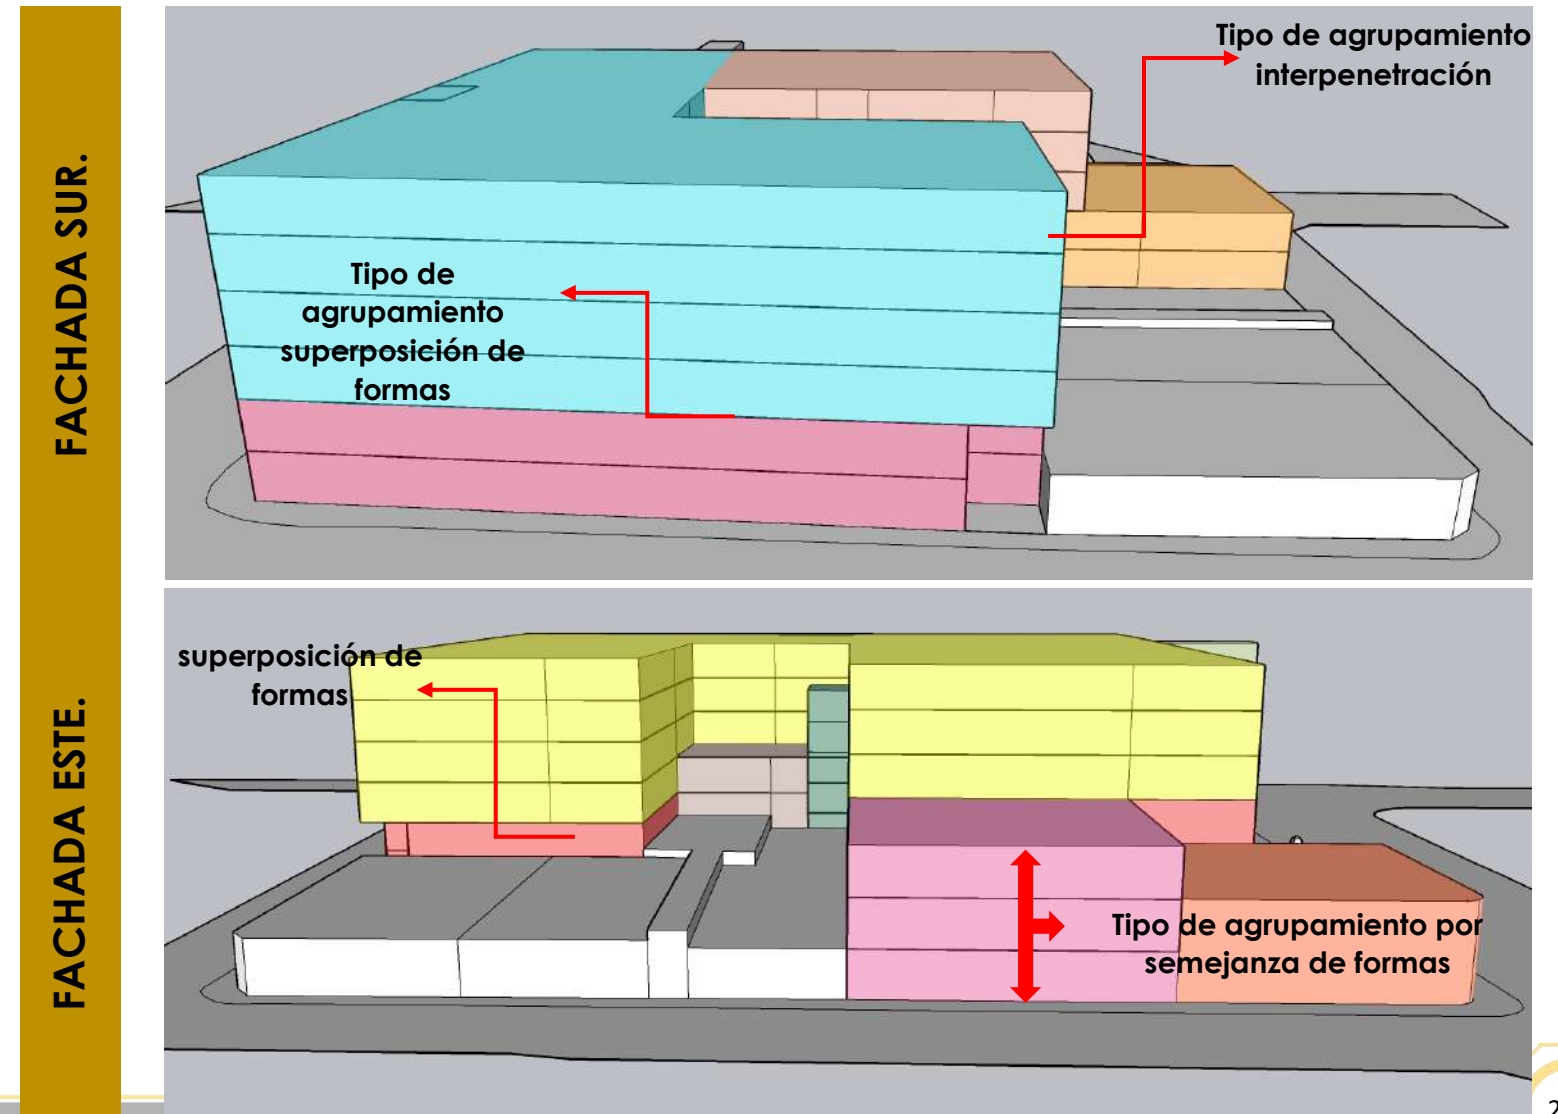 FACHADA SUR.
Tipo de agrupamiento
interpenetración
Tipo de
agrupamiento
superposición de
formas
FACHADA ESTE.
superposición de
formas
Tipo de agrupamiento por
semejanza de formas